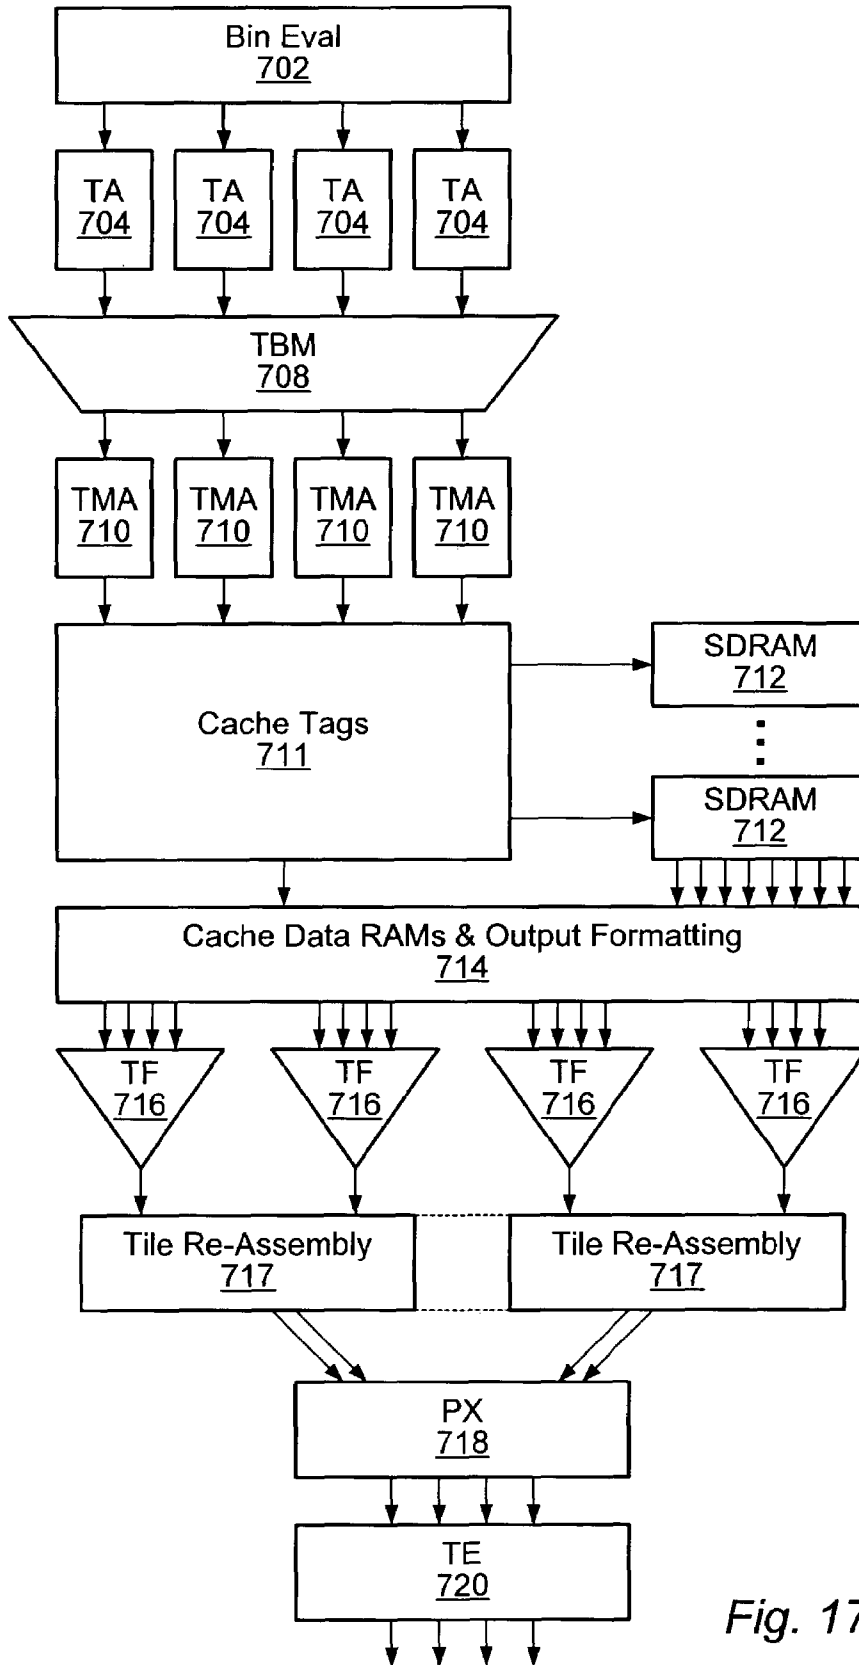 Bin Eval
702
TA
704
TA
704
TA
704
TA
704
TBM
708
TMA
710
TMA
710
TMA
710
TMA
710
Cache Tags
711
SDRAM
712
SDRAM
712
Cache Data RAMs & Output Formatting
714
TF
716
TF
716
TF
716
TF
716
Tile Re-Assembly
717
Tile Re-Assembly
717
PX
718
TE
720
Fig. 17